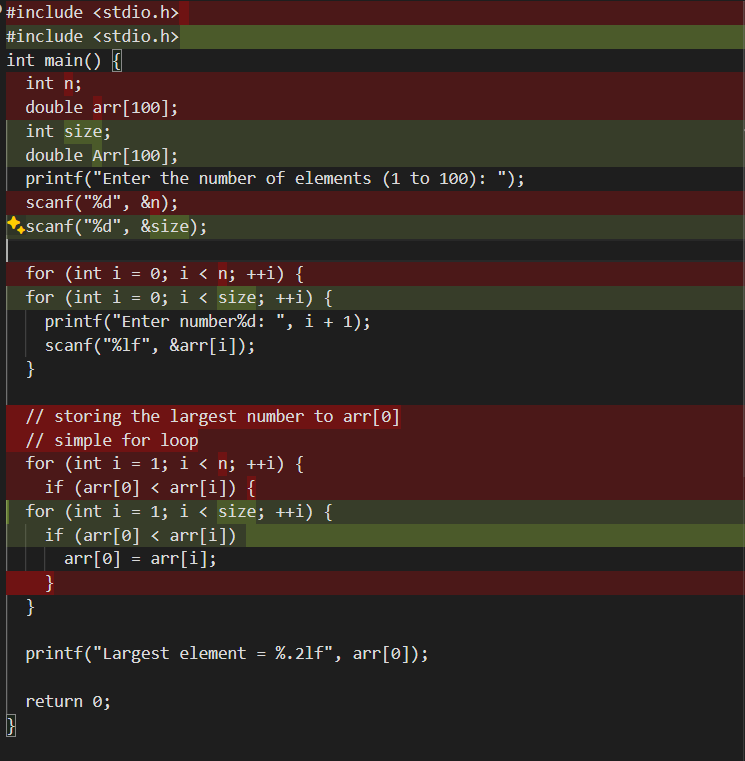 #include <stdio.h>
#include <stdio.h>
int main() {
  int n;
  double arr[100];
  int size;
  double Arr[100];
  printf("Enter the number of elements (1 to 100): ");
  scanf("%d", &n);
  scanf("%d", &size);

  for (int i = 0; i < n; ++i) {
  for (int i = 0; i < size; ++i) {
    printf("Enter number%d: ", i + 1);
    scanf("%lf", &arr[i]);
  }

  // storing the largest number to arr[0]
  // simple for loop
  for (int i = 1; i < n; ++i) {
    if (arr[0] < arr[i]) {
  for (int i = 1; i < size; ++i) {
    if (arr[0] < arr[i])
      arr[0] = arr[i];
    }
  }

  printf("Largest element = %.2lf", arr[0]);

  return 0;
}